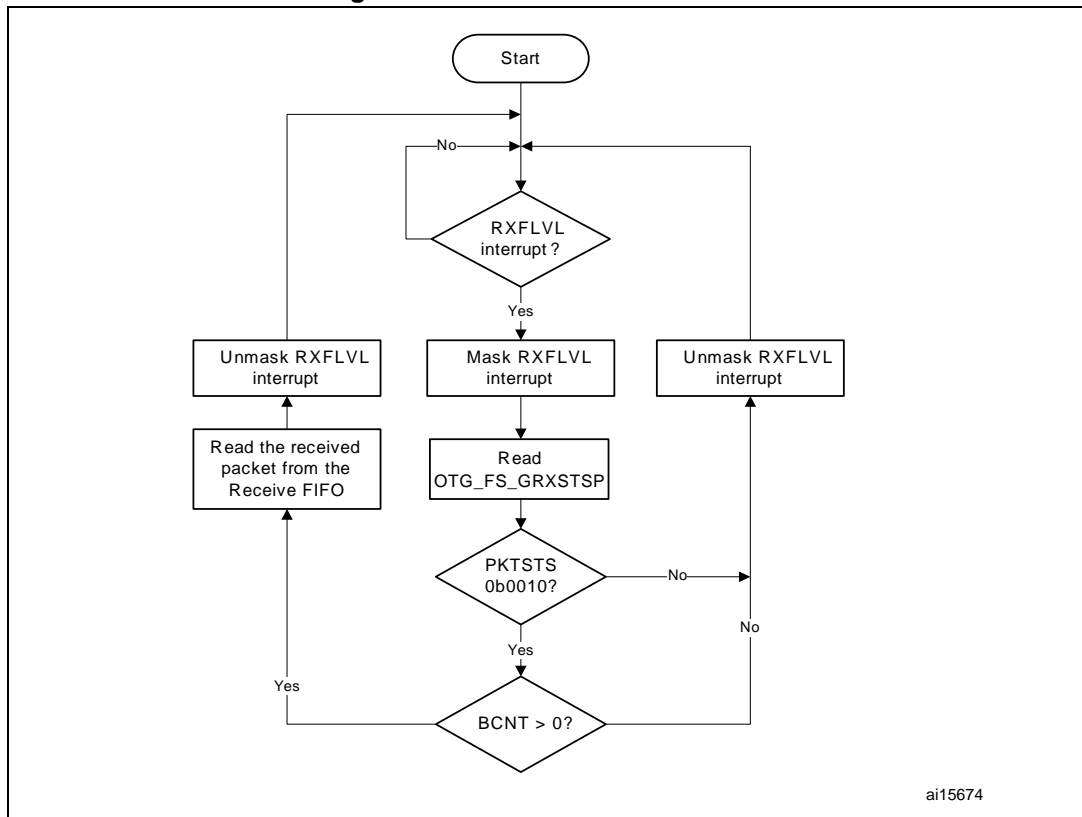 Start
No
RXFLVL
interrupt ?
Yes
Unmask RXFLVL
interrupt
Mask RXFLVL
interrupt
Unmask RXFLVL
interrupt
Read the received
packet from the
Receive FIFO
Read
OTG_FS_GRXSTSP
PKTSTS
0b0010?
No
No
Yes
Yes
BCNT > 0?
ai15674